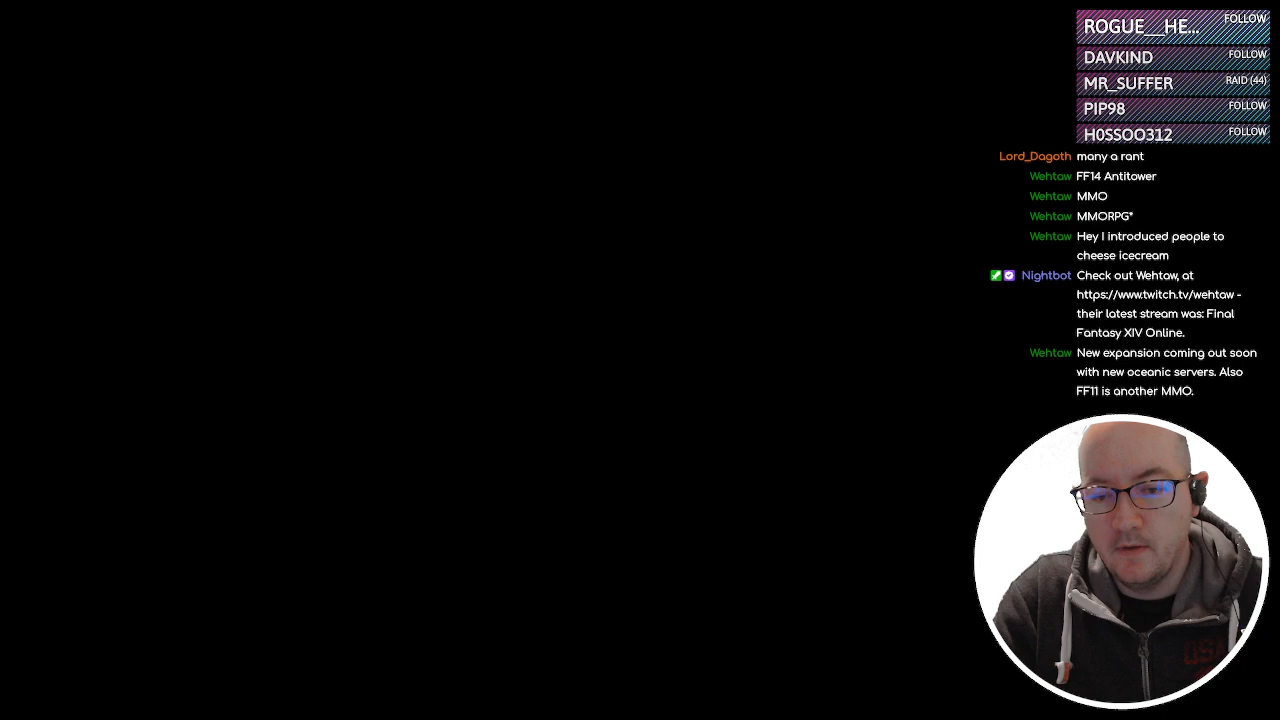 ROGUE__HE... FOLLOW
DAVKIND FOLLOW
MR_SUFFER RAID (44)
PIP98 FOLLOW
H0SSOO312 FOLLOW
Lord_Dagoth many a rant
Wehtaw FF14 Antitower
Wehtaw MMO
Wehtaw MMORPG*
Wehtaw Hey I introduced people to
cheese icecream
Nightbot Check out Wehtaw, at
https://www.twitch.tv/wehtaw -
their latest stream was: Final
Fantasy XIV Online.
Wehtaw New expansion coming out soon
with new oceanic servers. Also
FF11 is another MMO.